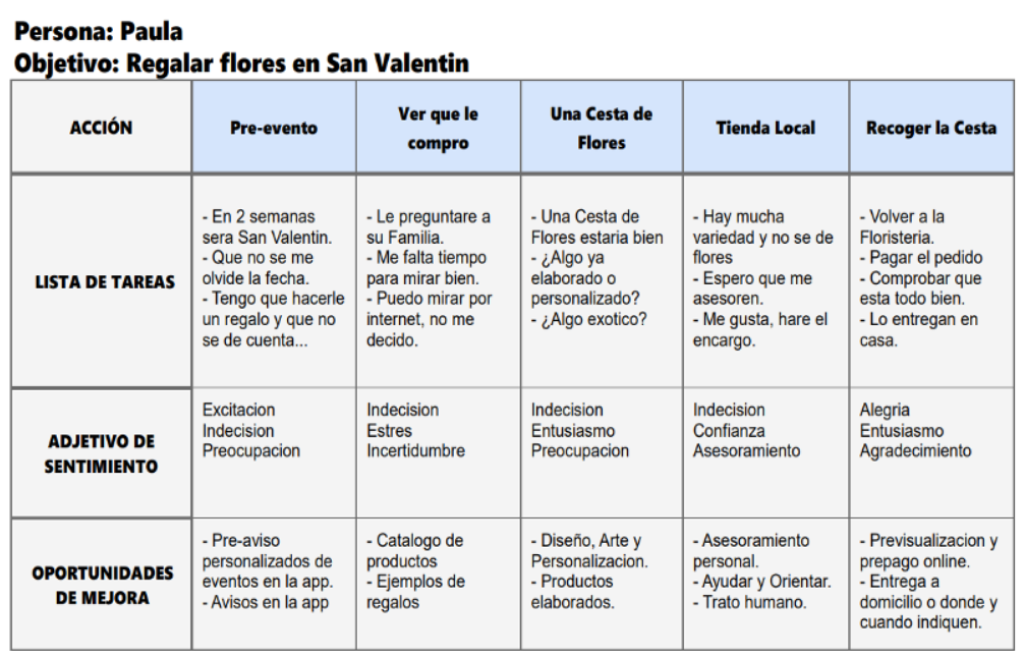 Persona: Paula
Objetivo: Regalar flores en San Valentin
ACCIÓN
Pre-evento
Ver que le
compro
Una Cesta de
Flores
Tienda Local
Recoger la Cesta
LISTA DE TAREAS
- En 2 semanas
sera San Valentin.
- Que no se me
olvide la fecha.
- Tengo que hacerle
un regalo y que no
se de cuenta...
- Le preguntare a
su Familia.
- Me falta tiempo
para mirar bien.
- Puedo mirar por
internet, no me
decido.
- Una Cesta de
Flores estaria bien
- ¿Algo ya
elaborado o
personalizado?
- ¿Algo exotico?
- Hay mucha
variedad y no se de
flores
- Espero que me
asesoren.
- Me gusta, hare el
encargo.
- Volver a la
Floristeria.
- Pagar el pedido
- Comprobar que
esta todo bien.
- Lo entregan en
casa.
ADJETIVO DE
SENTIMIENTO
Excitacion
Indecision
Preocupacion
Indecision
Estres
Incertidumbre
Indecision
Entusiasmo
Preocupacion
Indecision
Confianza
Asesoramiento
Alegria
Entusiasmo
Agradecimiento
OPORTUNIDADES
DE MEJORA
- Pre-aviso
personalizados de
eventos en la app.
- Avisos en la app
- Catalogo de
productos
- Ejemplos de
regalos
- Diseño, Arte y
Personalizacion.
- Productos
elaborados.
- Asesoramiento
personal.
- Ayudar y Orientar.
- Trato humano.
- Previsualizacion y
prepago online.
- Entrega a
domicilio o donde y
cuando indiquen.